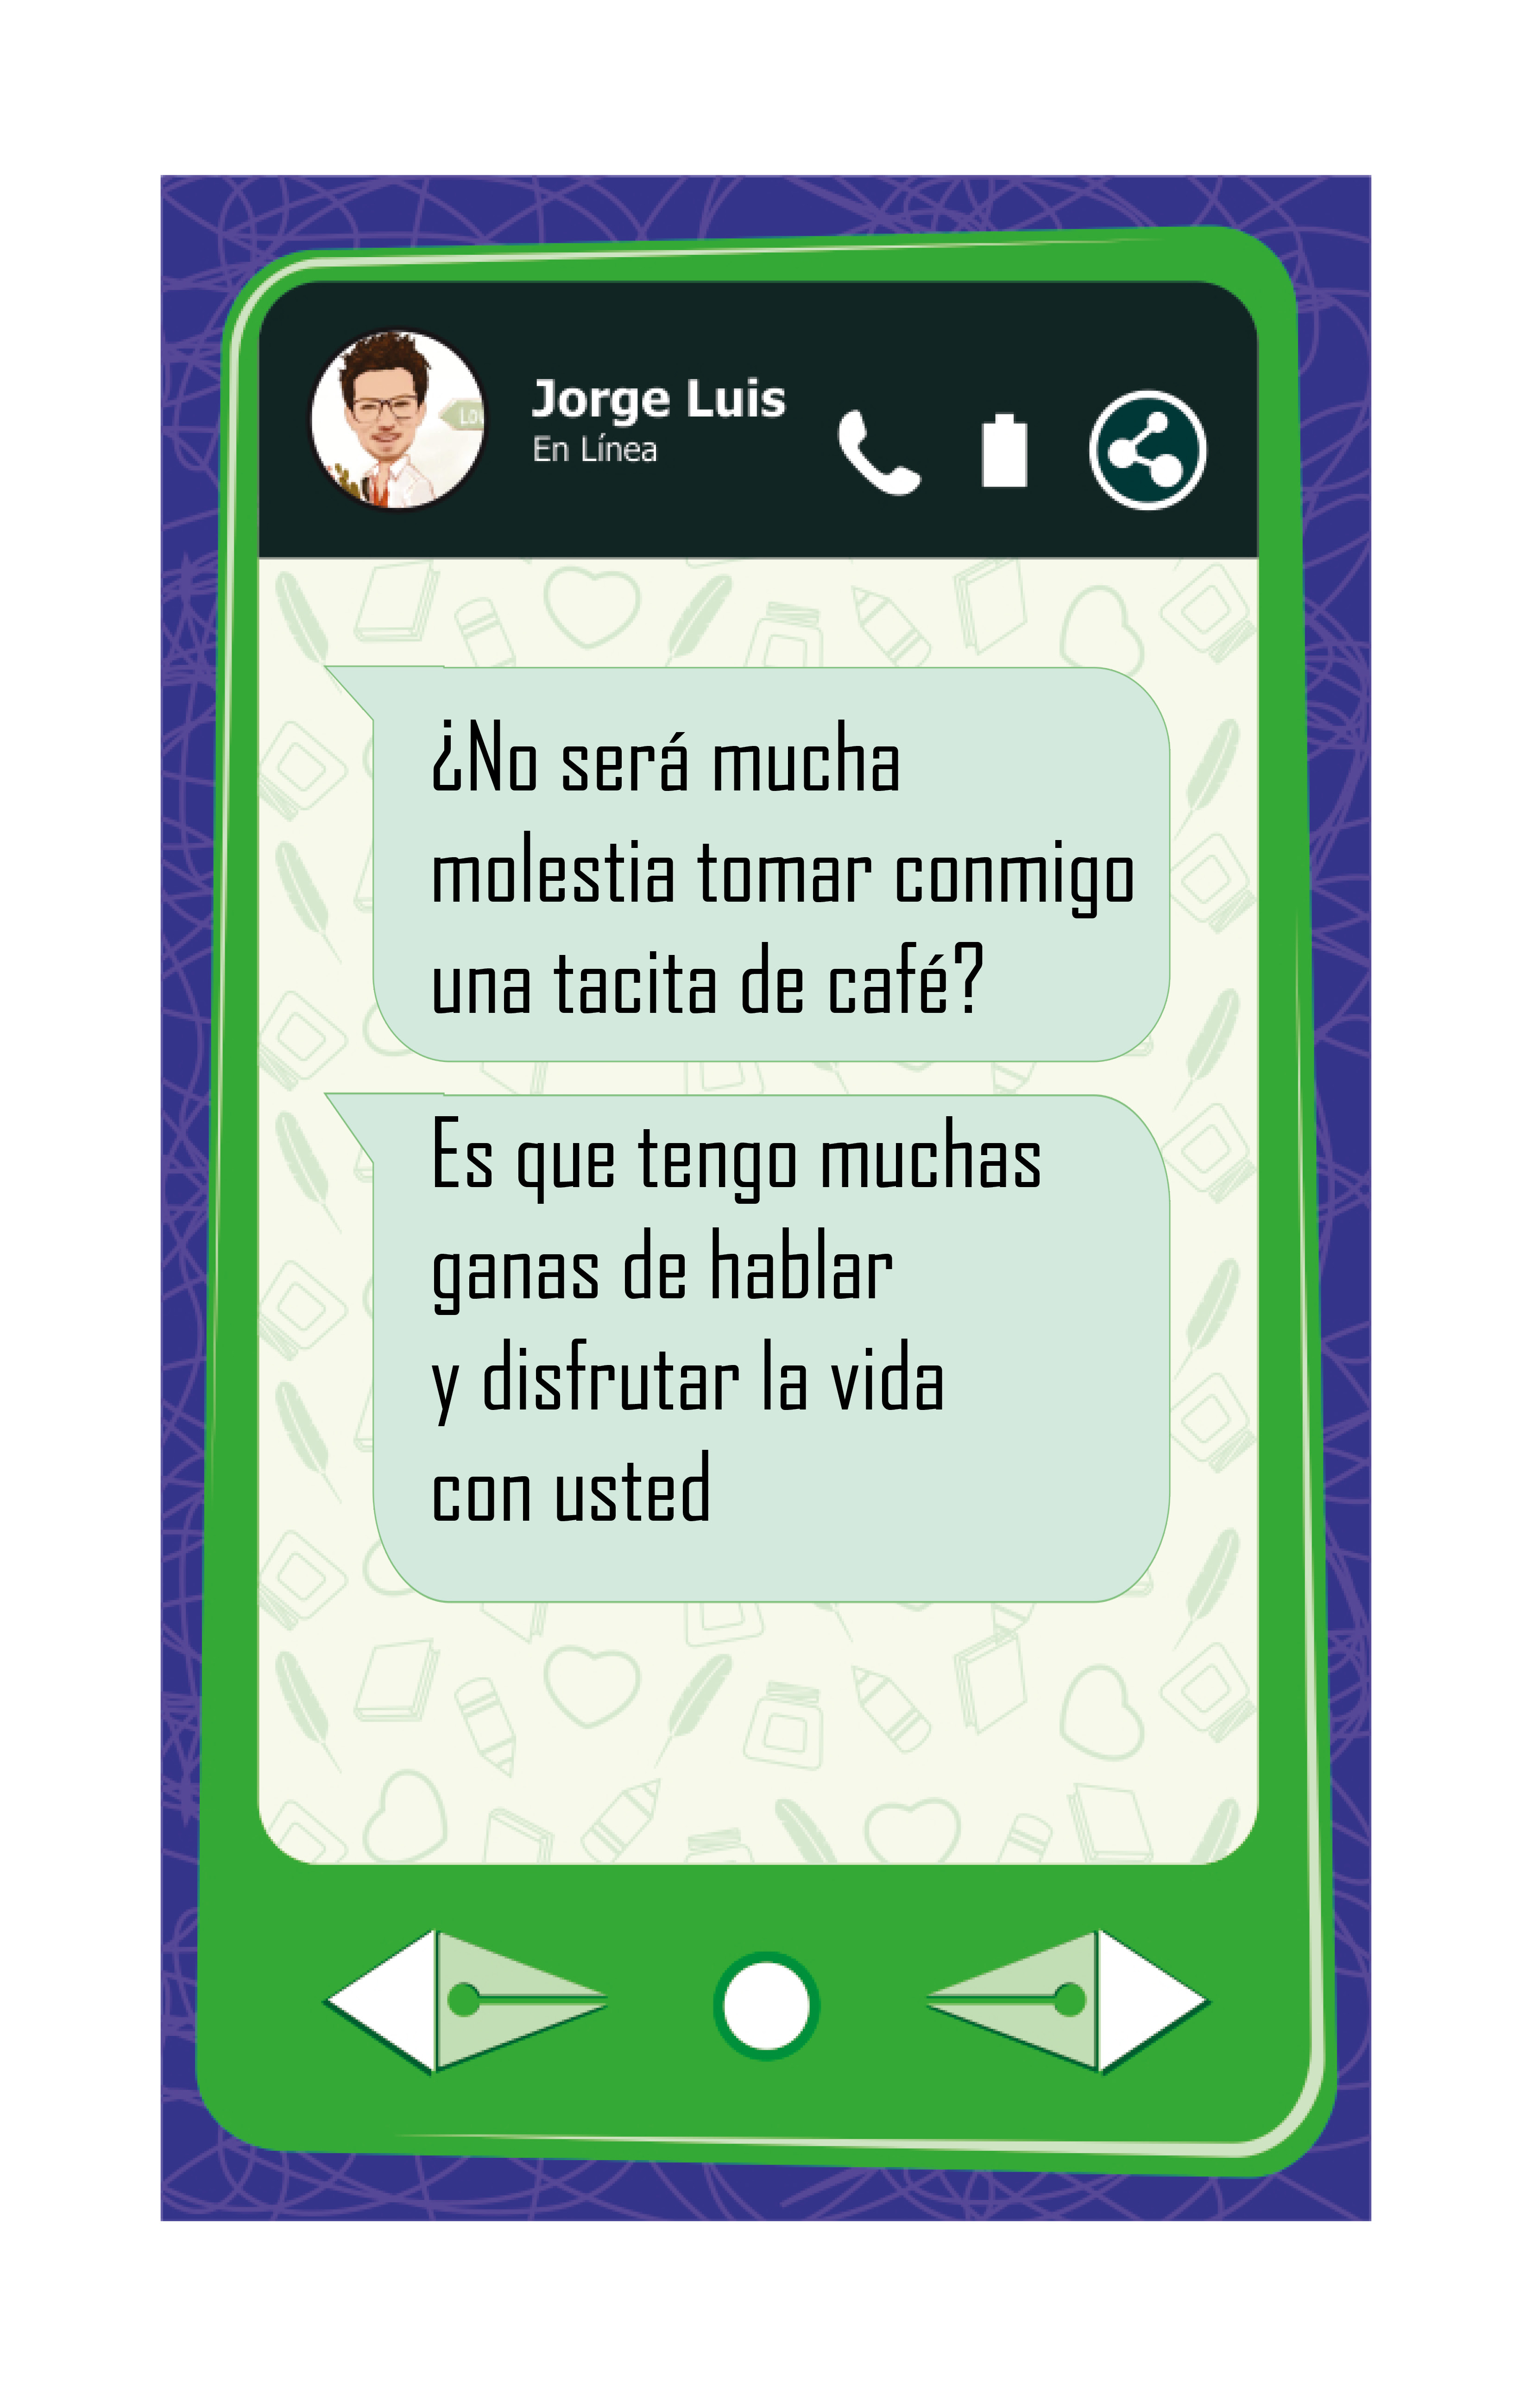 Jorge Luis
En Línea
¿No será mucha
molestia tomar conmigo
una tacita de café?
Es que tengo muchas
ganas de hablar
y disfrutar la vida
con usted